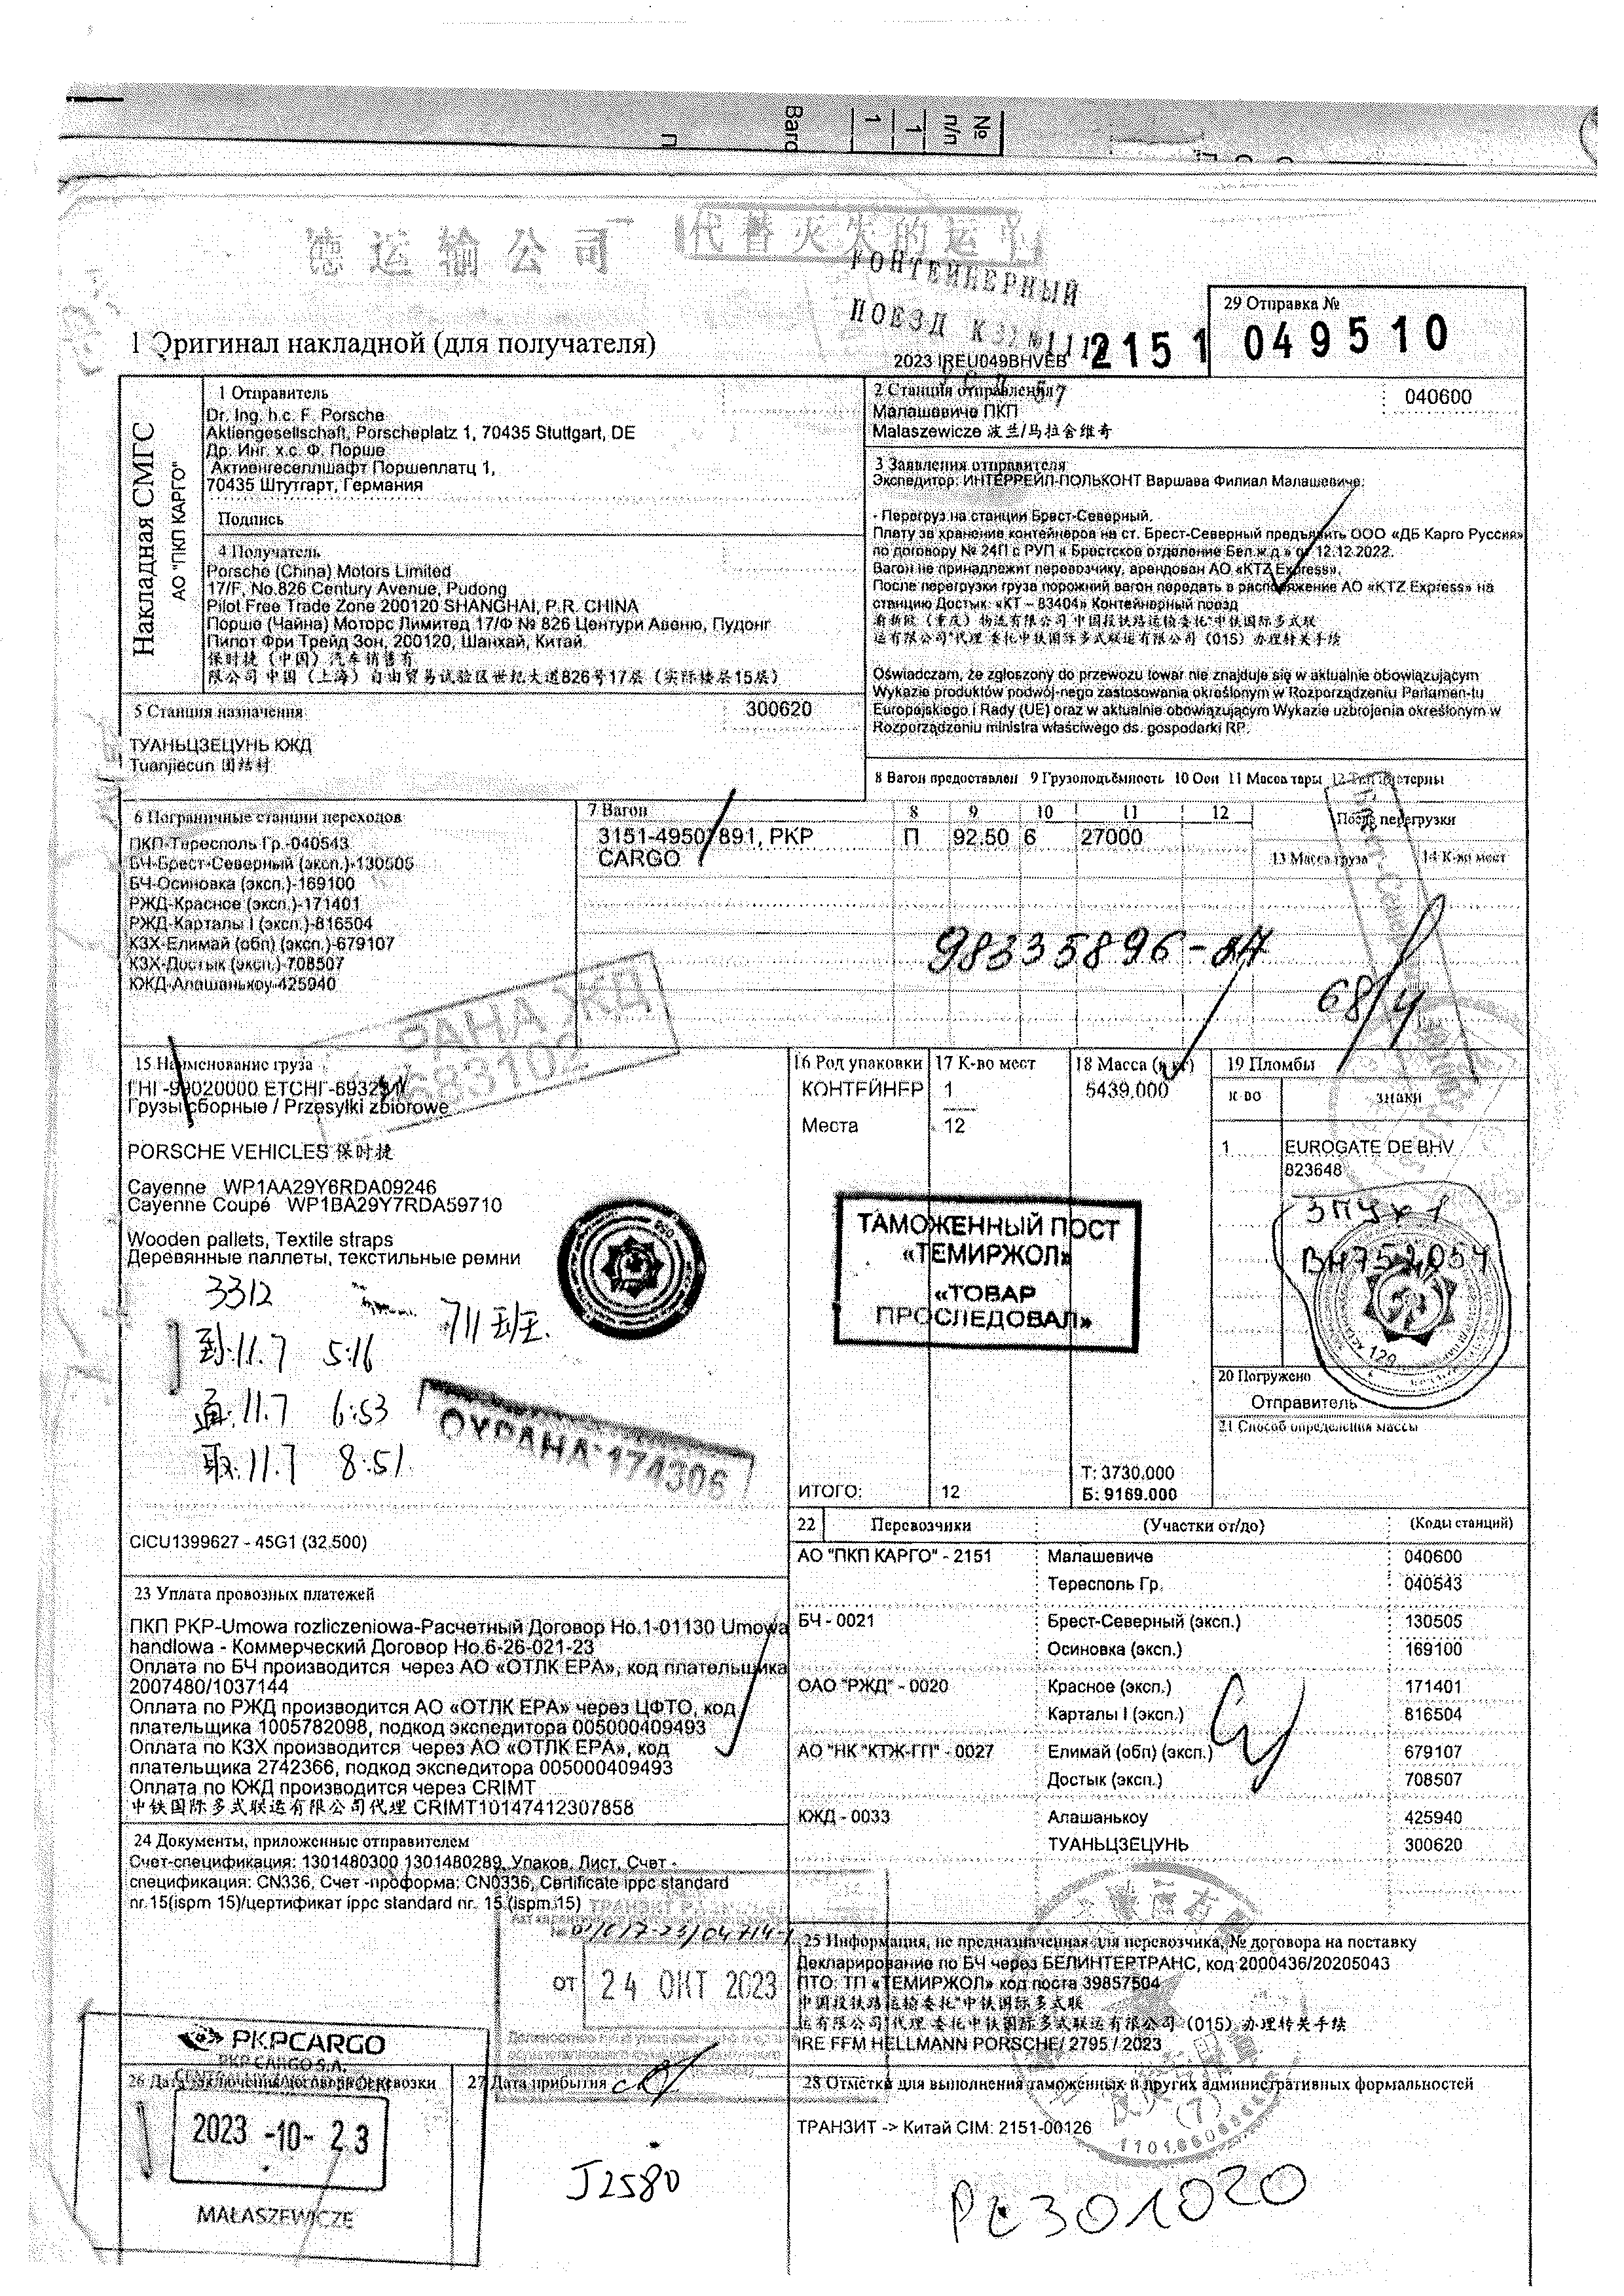 № п/п
1
1
Ваго
П
德 运 输 公 司
代替灭失的运单
КОНТЕЙНЕРНЫЙ
ПОЕЗД
29 Отправка №
2151 049510
1 Оригинал накладной (для получателя)
2023 IREU049BHVEB
Накладная СМГС
АО "ПКП КАРГО"
1 Отправитель
Dr. Ing. h.c. F. Porsche
Aktiengesellschaft, Porscheplatz 1, 70435 Stuttgart, DE
Др. Инг. х.с. Ф. Порше
Актиенгеселлшафт Поршеплатц 1,
70435 Штутгарт, Германия
Подпись
2 Станция отправления
040600
Малашевиче ПКП
Malaszewicze 波兰/马拉舍维奇
3 Заявления отправителя
Экспедитор: ИНТЕРРЕЙЛ-ПОЛЬКОНТ Варшава Филиал Малашевиче.
- Перегруз на станции Брест-Северный.
Плату за хранение контейнеров на ст. Брест-Северный предъявить ООО «ДБ Карго Руссия»
по договору № 24П с РУП « Брестское отделение Бел.ж.д.» от 12.12.2022.
Вагон не принадлежит перевозчику, арендован АО «KTZ Express».
После перегрузки груза порожний вагон передать в распоряжение АО «KTZ Express» на
станцию Достык. «КТ – 83404» Контейнерный поезд
渝新欧（重庆）物流有限公司 中国段铁路运输委托"中铁国际多式联
运有限公司"代理 委托中铁国际多式联运有限公司 (015) 办理转关手续
Oświadczam, że zgłoszony do przewozu towar nie znajduje się w aktualnie obowiązującym
Wykazie produktów podwój-nego zastosowania określonym w Rozporządzeniu Parlamen-tu
Europejskiego i Rady (UE) oraz w aktualnie obowiązującym Wykazie uzbrojenia określonym w
Rozporządzeniu ministra właściwego ds. gospodarki RP.
4 Получатель
Porsche (China) Motors Limited
17/F, No.826 Century Avenue, Pudong
Pilot Free Trade Zone 200120 SHANGHAI, P.R. CHINA
Порше (Чайна) Моторс Лимитед 17/Ф № 826 Центури Авеню, Пудонг
Пилот Фри Трейд Зон, 200120, Шанхай, Китай
保时捷（中国）汽车销售有
限公司 中国（上海）自由贸易试验区世纪大道826号17层（实际楼层15层）
5 Станция назначения
300620
ТУАНЬЦЗЕЦУНЬ КЖД
Tuanjiecun 团结村
8 Вагон предоставлен 9 Грузоподъёмность 10 Оси 11 Масса тары 12 Тип цистерны
6 Пограничные станции переходов
ПКП-Тересполь Гр.-040543
БЧ-Брест-Северный (эксп.)-130505
БЧ-Осиновка (эксп.)-169100
РЖД-Красное (эксп.)-171401
РЖД-Карталы I (эксп.)-816504
КЗХ-Елимай (обп) (эксп.)-679107
КЗХ-Достык (эксп.)-708507
КЖД-Алашанькоу-425940
7 Вагон
8 9 10 11 12
После перегрузки
3151-4950/891, PKP
CARGO
П 92.50 6 27000
13 Масса груза 14 К-во мест
98335896-
68/4
15 Наименование груза
ГНГ-99020000 ЕТСНГ-693231
Грузы сборные / Przesyłki zbiorowe
PORSCHE VEHICLES 保时捷
Cayenne WP1AA29Y6RDA09246
Cayenne Coupé WP1BA29Y7RDA59710
Wooden pallets, Textile straps
Деревянные паллеты, текстильные ремни
3312
711班.
到.11.7 5:16
11.7 6:53
取.11.7 8:51
ОХРАНА 174306
ОХРАНА ЖД
693102
CICU1399627 - 45G1 (32.500)
16 Род упаковки
КОНТЕЙНЕР
Места
17 К-во мест
1
12
18 Масса (в кг)
5439.000
19 Пломбы
к-во
знаки
1
EUROGATE DE BHV
823648
ЗПУх1
ТАМОЖЕННЫЙ ПОСТ
«ТЕМИРЖОЛ»
«ТОВАР
ПРОСЛЕДОВАЛ»
20 Погружено
Отправитель
21 Способ определения массы
ИТОГО:
12
Т: 3730.000
Б: 9169.000
22 Перевозчики
(Участки от/до)
(Коды станций)
АО "ПКП КАРГО" - 2151 Малашевиче 040600
Тересполь Гр. 040543
БЧ - 0021 Брест-Северный (эксп.) 130505
Осиновка (эксп.) 169100
ОАО "РЖД" - 0020 Красное (эксп.) 171401
Карталы I (эксп.) 816504
АО "НК "КТЖ-ГП" - 0027 Елимай (обп) (эксп.) 679107
Достык (эксп.) 708507
КЖД - 0033 Алашанькоу 425940
ТУАНЬЦЗЕЦУНЬ 300620
23 Уплата провозных платежей
ПКП PKP-Umowa rozliczeniowa-Расчетный Договор Но.1-01130 Umowa
handlowa - Коммерческий Договор Но.6-26-021-23
Оплата по БЧ производится через АО «ОТЛК ЕРА», код плательщика
2007480/1037144
Оплата по РЖД производится АО «ОТЛК ЕРА» через ЦФТО, код
плательщика 1005782098, подкод экспедитора 005000409493
Оплата по КЗХ производится через АО «ОТЛК ЕРА», код
плательщика 2742366, подкод экспедитора 005000409493
Оплата по КЖД производится через CRIMT
中铁国际多式联运有限公司代理 CRIMT10147412307858
24 Документы, приложенные отправителем
Счет-спецификация: 1301480300 1301480289, Упаков. Лист, Счет -
спецификация: CN336, Счет -проформа: CN0336, Certificate ippc standard
nr.15(ispm 15)/цертификат ippc standard nr. 15 (ispm 15)
от 24 ОКТ 2023
25 Информация, не предназначенная для перевозчика, № договора на поставку
Декларирование по БЧ через БЕЛИНТЕРТРАНС, код 2000436/20205043
ПТО: ТП «ТЕМИРЖОЛ» код поста 39857504
中国段铁路运输委托"中铁国际多式联
运有限公司"代理 委托中铁国际多式联运有限公司 (015) 办理转关手续
IRE FFM HELLMANN PORSCHE/ 2795 / 2023
PKP CARGO
PKP CARGO S.A.
26 Дата заключения договора перевозки
2023 -10- 23
MAŁASZEWICZE
27 Дата прибытия
J2580
28 Отметки для выполнения таможенных и других административных формальностей
ТРАНЗИТ -> Китай CIM: 2151-00126
(7)
PE301020